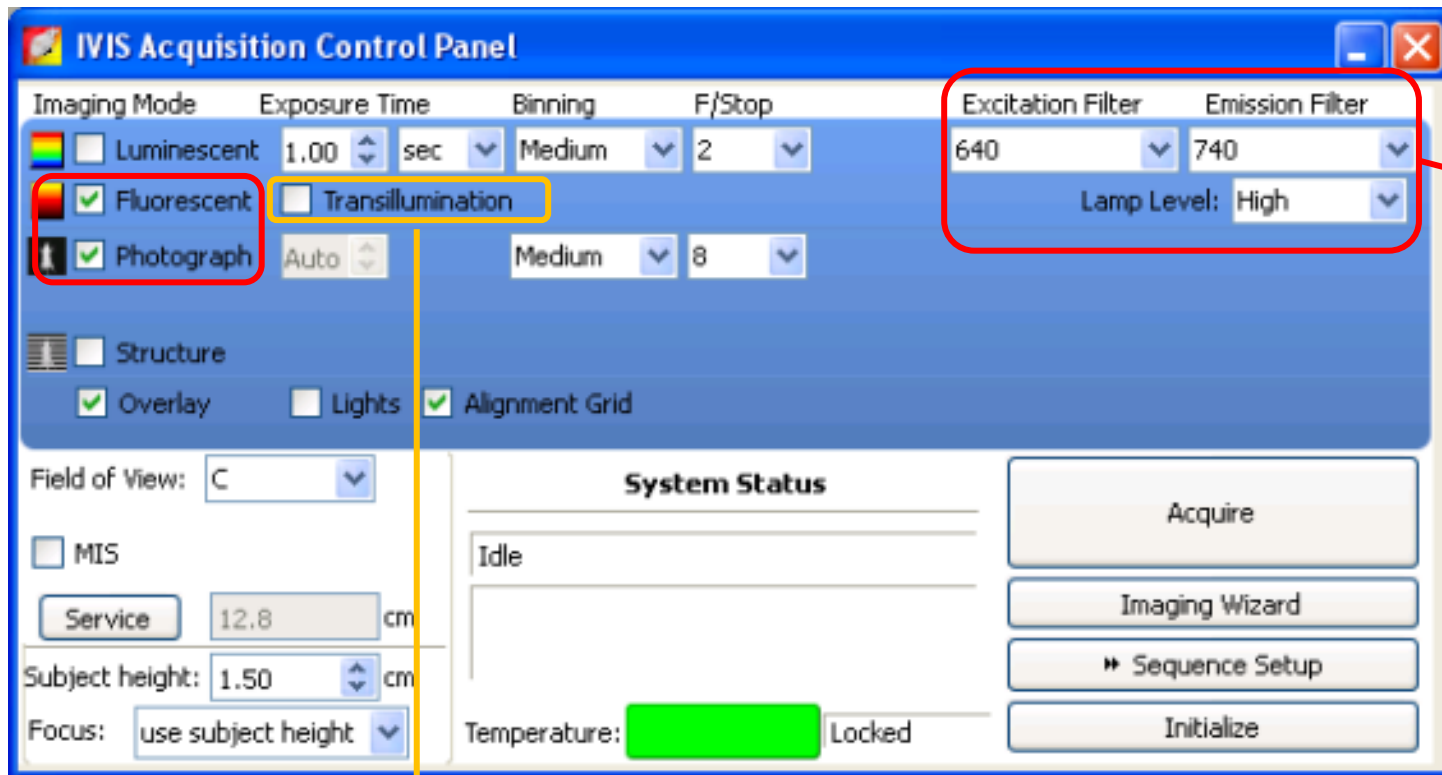 IVIS Acquisition Control Panel
Imaging Mode Exposure Time Binning F/Stop Excitation Filter Emission Filter
Luminescent 1.00 sec Medium 2 640 740
Fluorescent Transillumination Lamp Level: High
Photograph Auto Medium 8
Structure
Overlay Lights Alignment Grid
Field of View: C
System Status
Acquire
MIS
Idle
Imaging Wizard
Service 12.8 cm
Sequence Setup
Subject height: 1.50 cm
Focus: use subject height
Temperature: Locked
Initialize